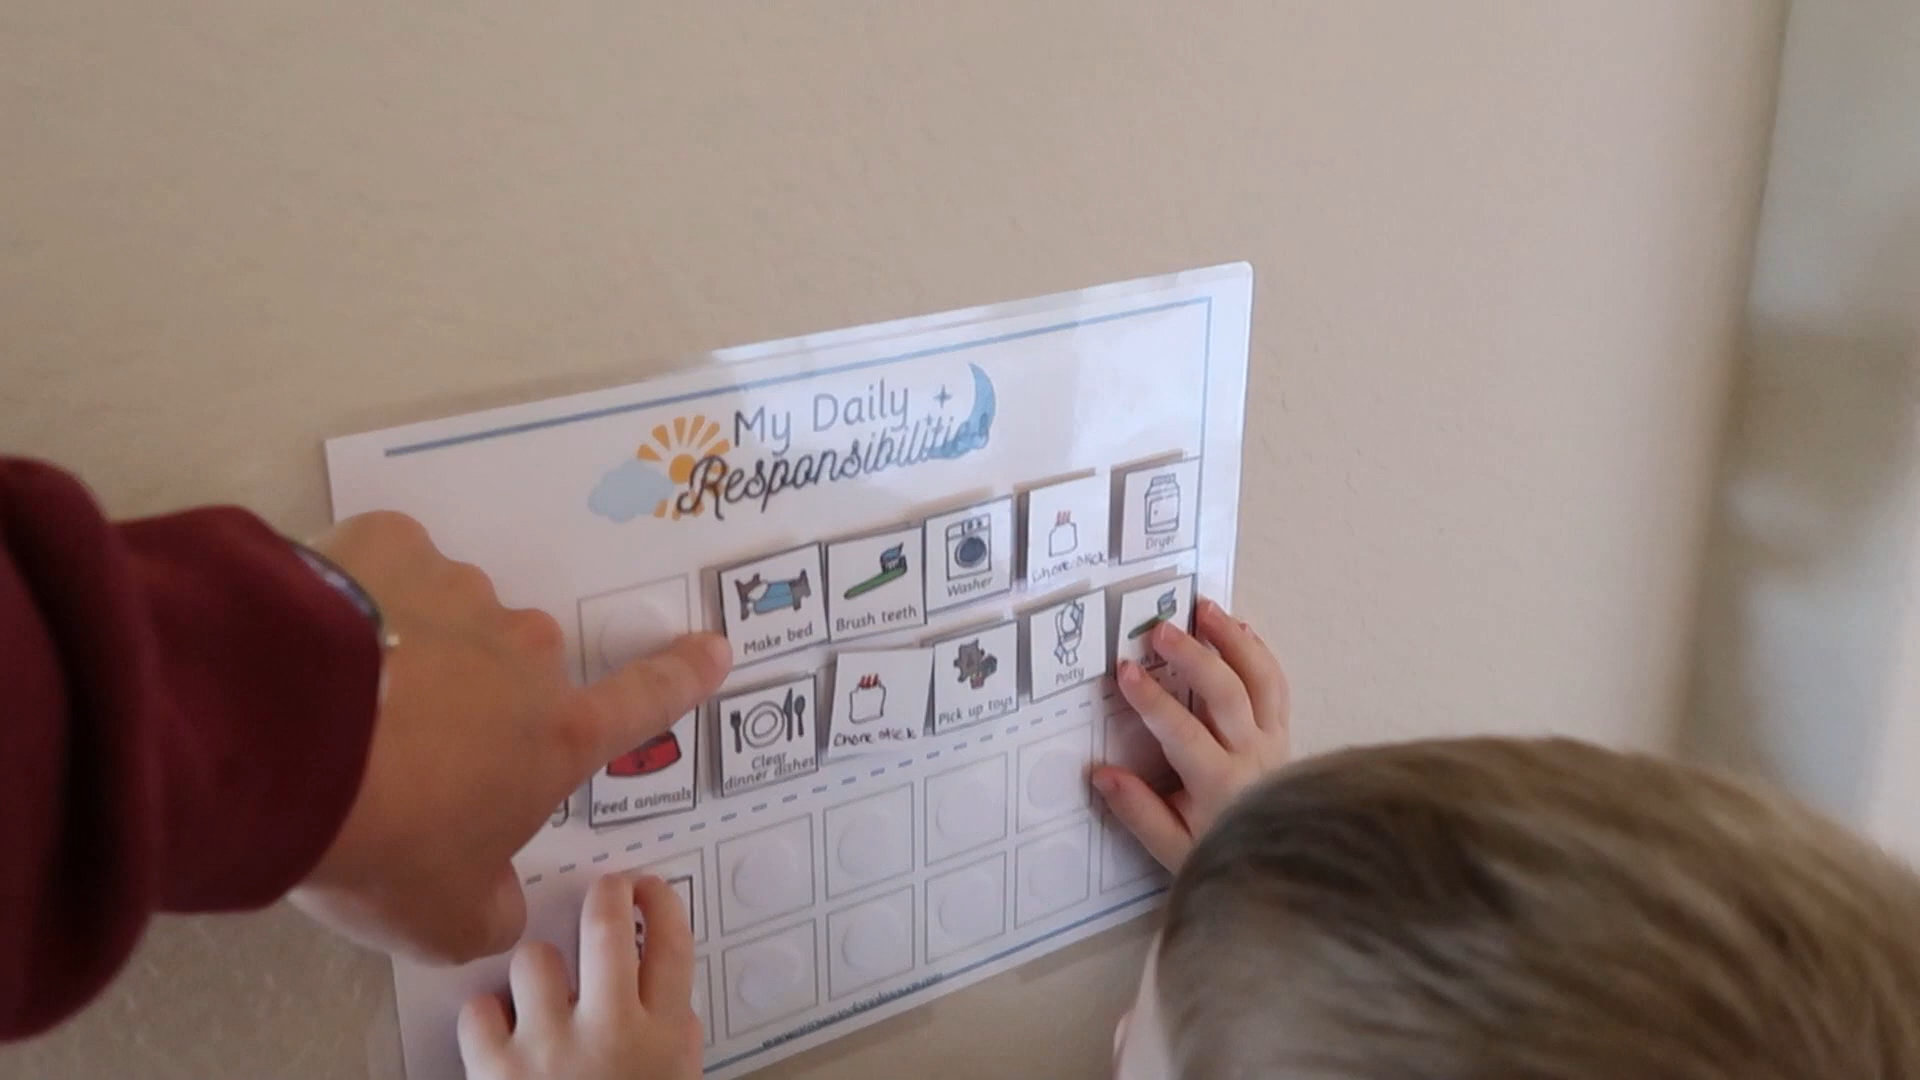 My Daily
Responsibilities
Make bed
Brush teeth
Washer
Chore stick
Dryer
Feed animals
Clear
dinner dishes
Chore stick
Pick up toys
Potty